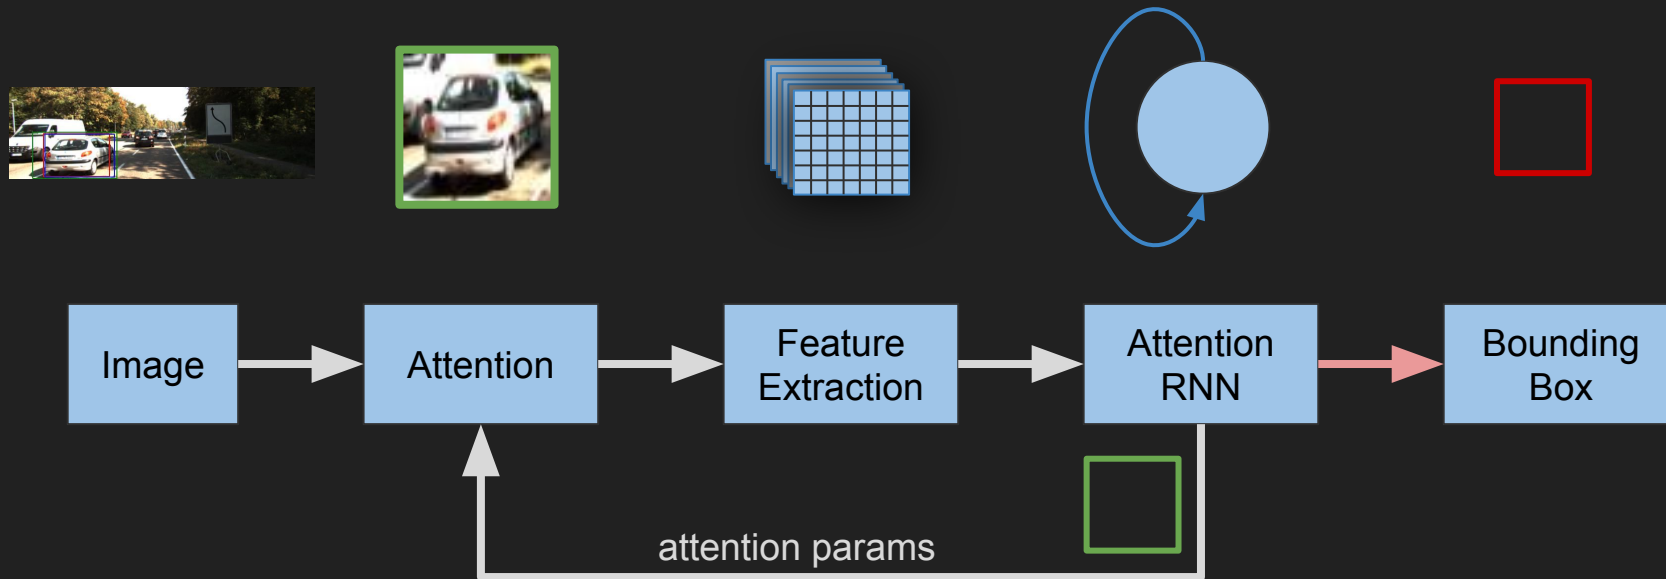 Image
Attention
Feature
Extraction
Attention
RNN
Bounding
Box
attention params